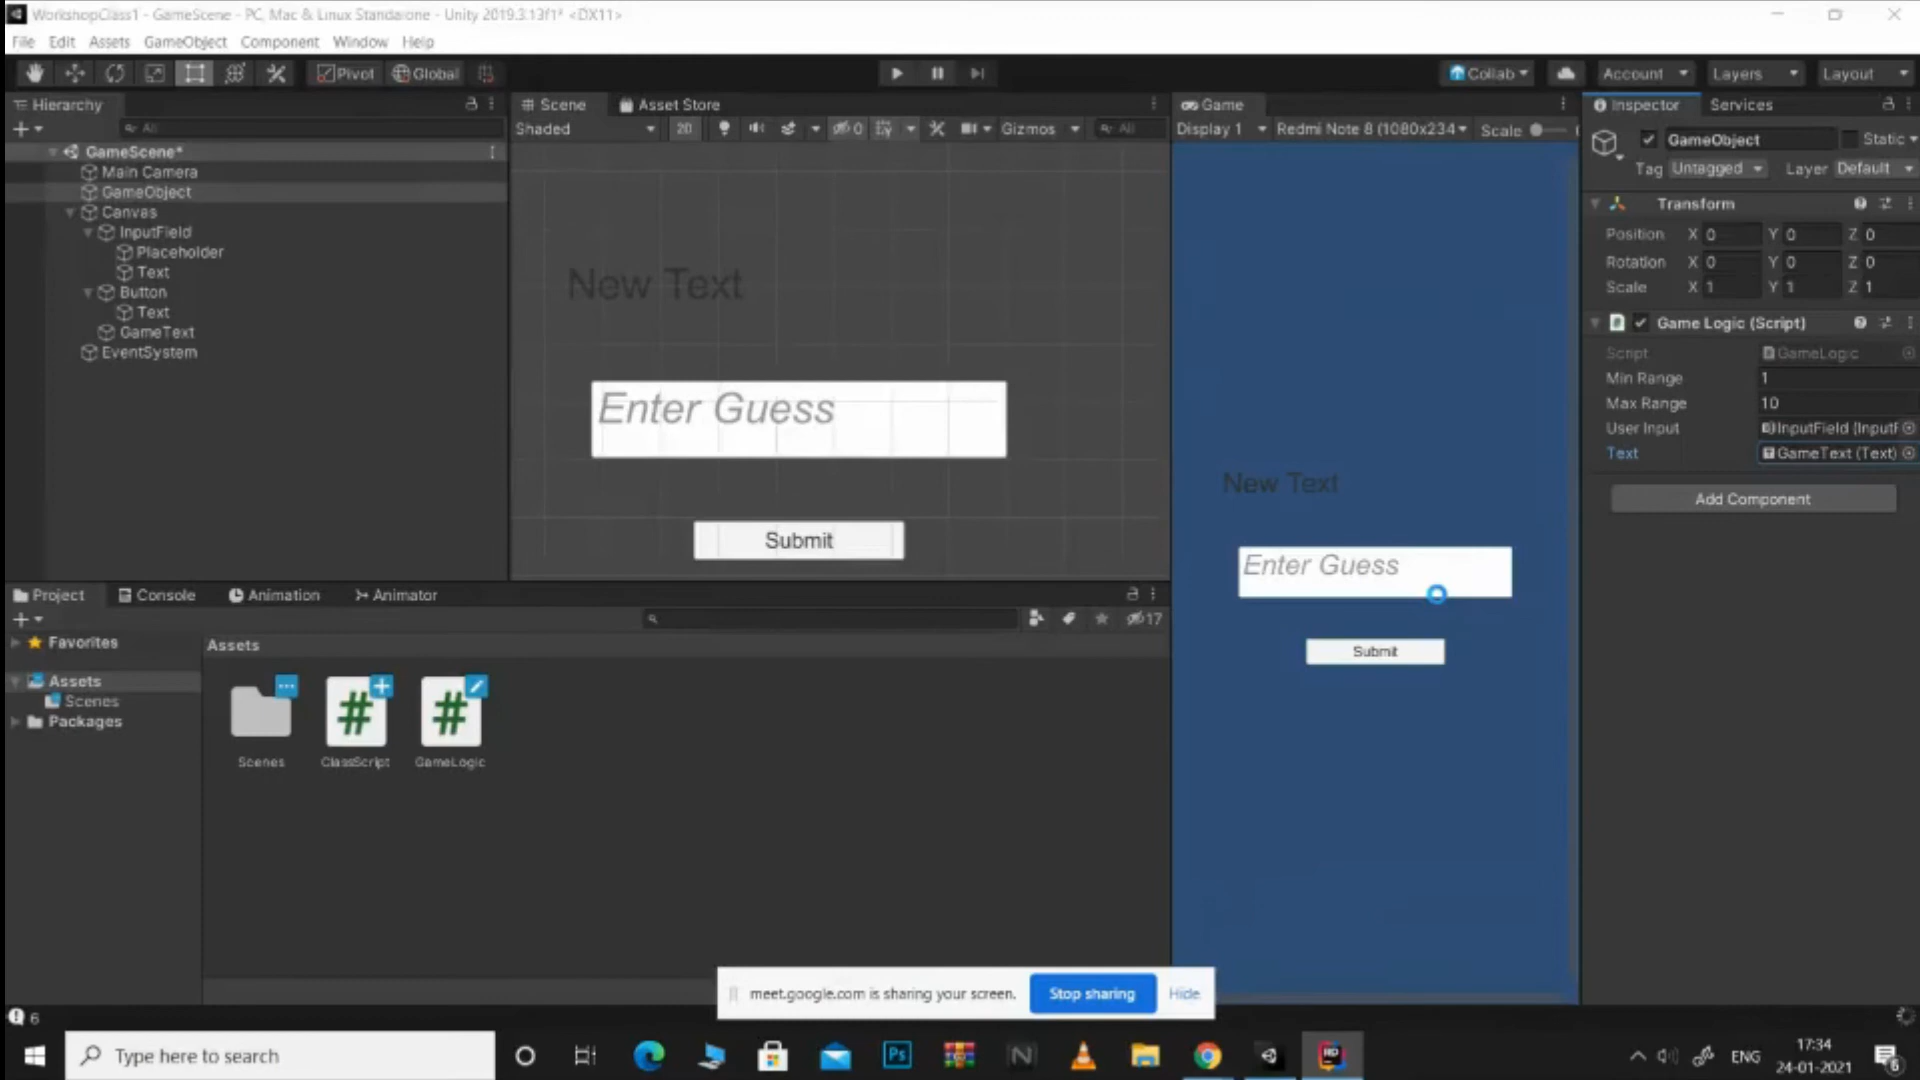 WorkshopClass1 - GameScene - PC, Mac & Linux Standalone - Unity 2019.3.13f1* <DX11>
File Edit Assets GameObject Component Window Help
Pivot Global Collab Account Layers Layout
Hierarchy
All
GameScene*
Main Camera
GameObject
Canvas
InputField
Placeholder
Text
Button
Text
GameText
EventSystem
Scene Asset Store
Shaded 2D 0 Gizmos All
New Text
Enter Guess
Submit
Game
Display 1 Redmi Note 8 (1080x234 Scale
New Text
Enter Guess
Submit
Inspector Services
GameObject Static
Tag Untagged Layer Default
Transform
Position X 0 Y 0 Z 0
Rotation X 0 Y 0 Z 0
Scale X 1 Y 1 Z 1
Game Logic (Script)
Script GameLogic
Min Range 1
Max Range 10
User Input InputField (InputF
Text GameText (Text)
Add Component
Project Console Animation Animator
17
Favorites
Assets
Scenes
Packages
Assets
Scenes ClassScript GameLogic
meet.google.com is sharing your screen. Stop sharing Hide
6
Type here to search
Ps
N
ENG
17:34
24-01-2021
6